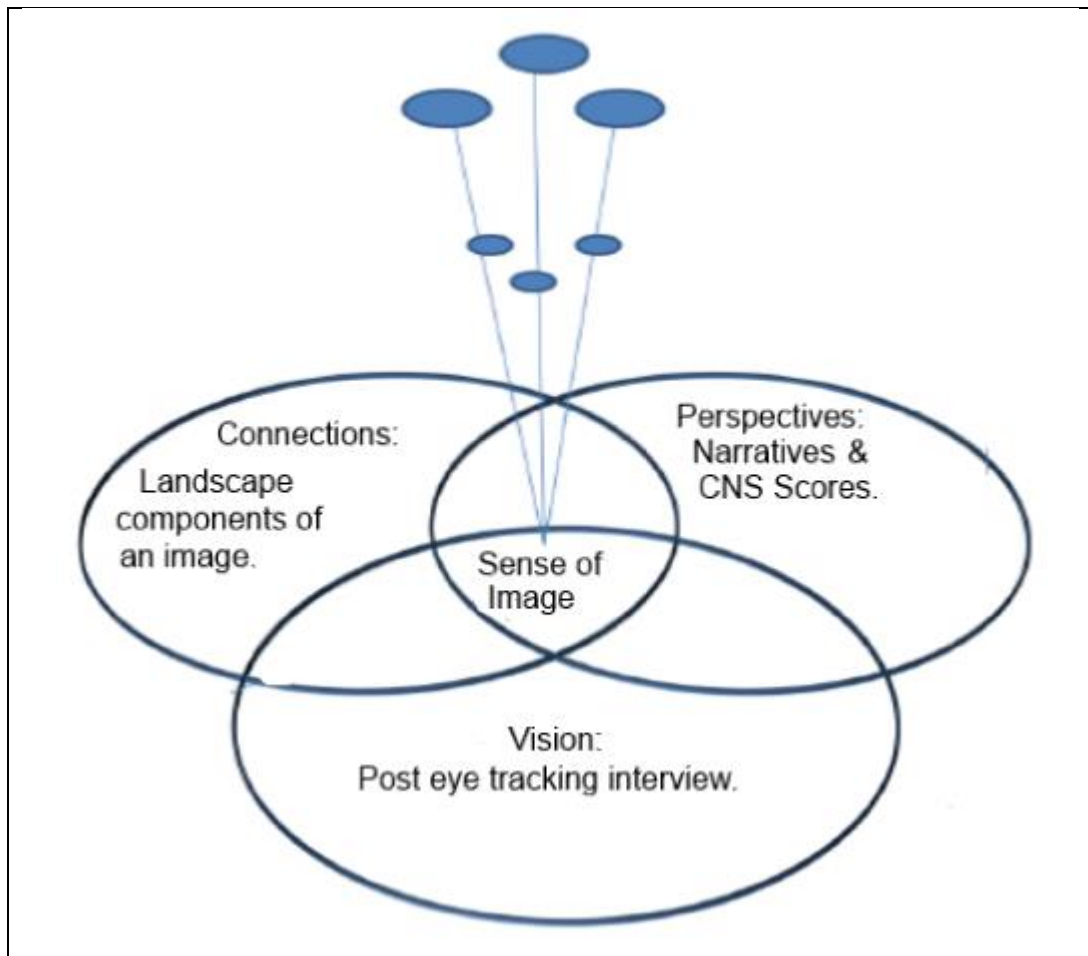 Connections:
Landscape
components of
an image.
Perspectives:
Narratives &
CNS Scores.
Sense of
Image
Vision:
Post eye tracking interview.